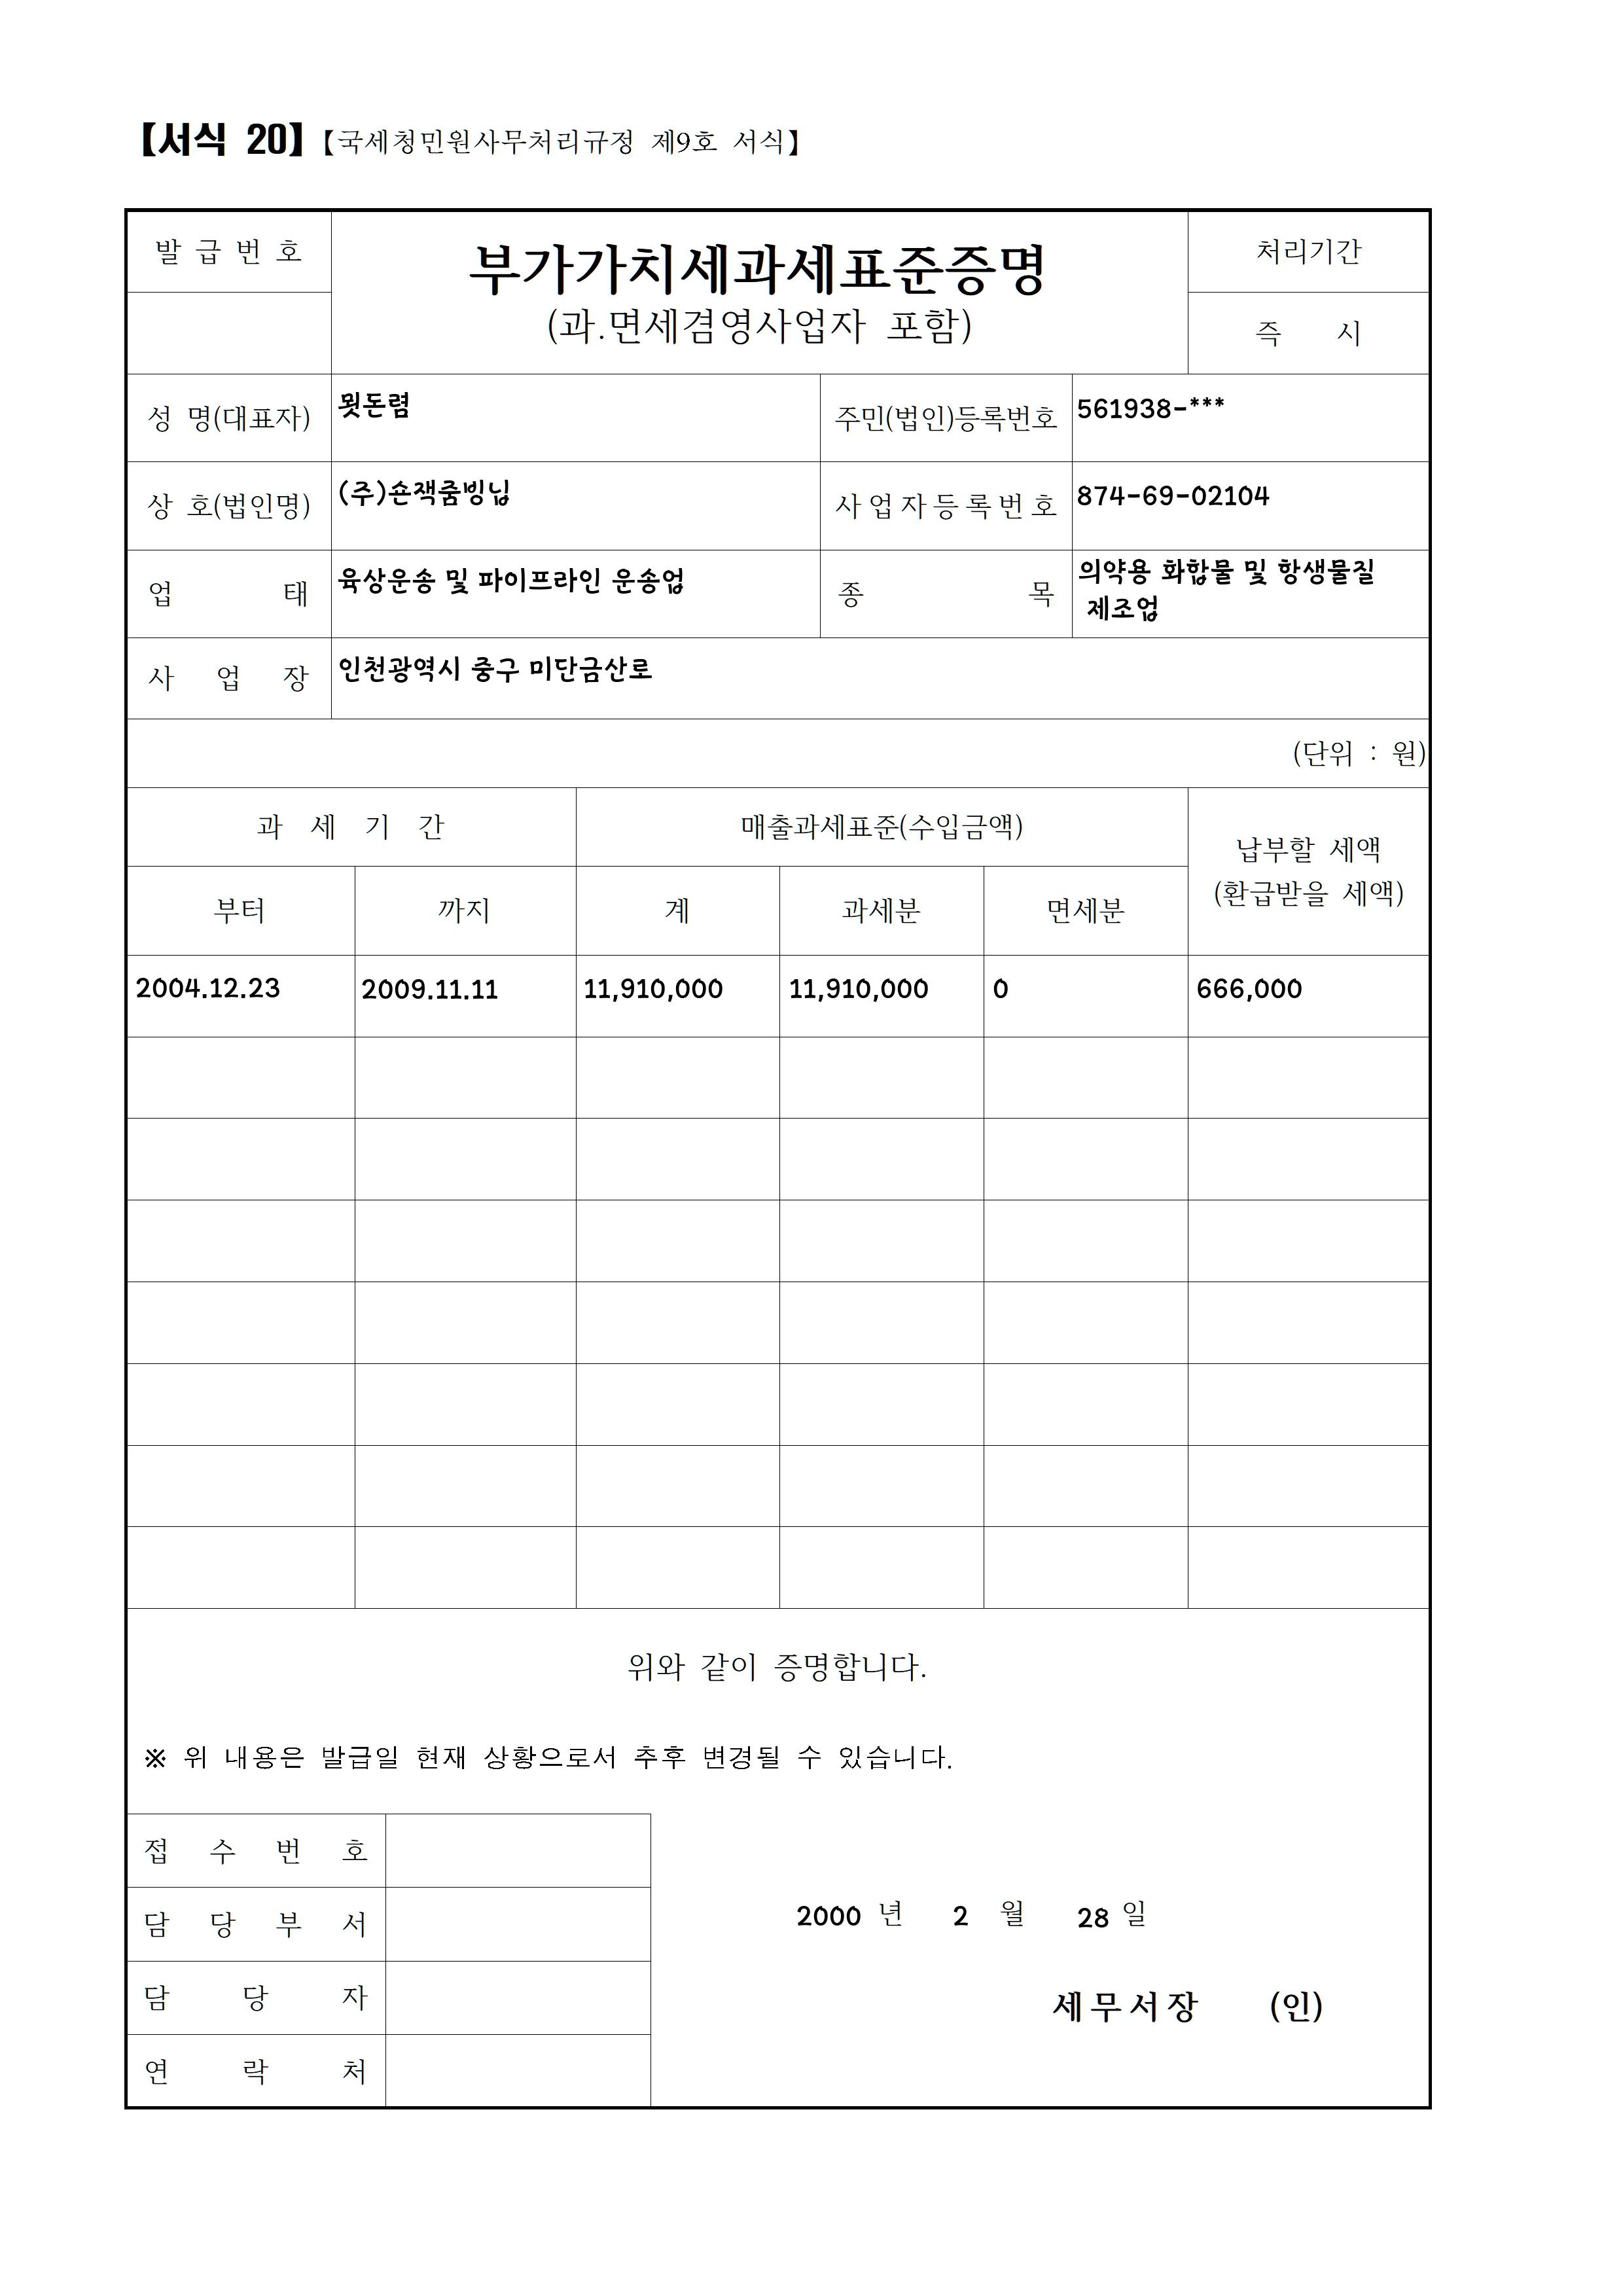 【서식 20】【국세청민원사무처리규정 제9호 서식】
발 급 번 호
부가가치세과세표준증명
(과.면세겸영사업자 포함)
처리기간
즉 시
성 명(대표자) 묏돈렴 주민(법인)등록번호 561938-***
상 호(법인명) (주)손잭줌빙닙 사업자등록번호 874-69-02104
업 태 육상운송 및 파이프라인 운송업 종 목 의약용 화합물 및 항생물질
제조업
사 업 장 인천광역시 중구 미단금산로
(단위 : 원)
과 세 기 간 매출과세표준(수입금액) 납부할 세액
(환급받을 세액)
부터 까지 계 과세분 면세분
2004.12.23 2009.11.11 11,910,000 11,910,000 0 666,000
위와 같이 증명합니다.
※ 위 내용은 발급일 현재 상황으로서 추후 변경될 수 있습니다.
접 수 번 호
담 당 부 서
담 당 자
연 락 처
2000 년 2 월 28 일
세무서장 (인)